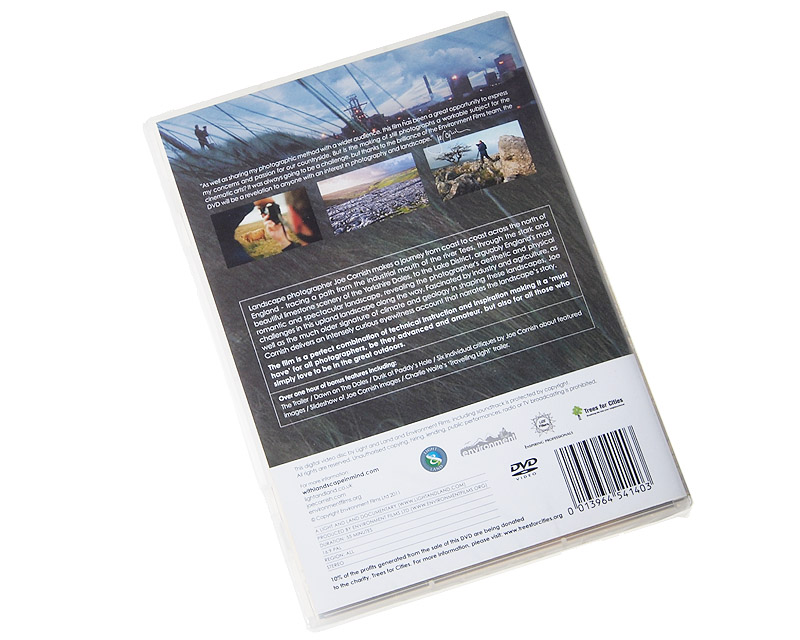 "As well as sharing my photographic method with a wider audience, this film has been a great opportunity to express
my concerns and passion for our countryside. But is the making of still photographs a workable subject for the
cinematic arts? It was always going to be a challenge, but thanks to the brilliance of the Environment Films team, the
DVD will be a revelation to anyone with an interest in photography and landscape."
Landscape photographer Joe Cornish makes a journey from coast to coast across the north of
England - tracing a path from the industrial mouth of the river Tees, through the stark and
beautiful limestone scenery of the Yorkshire Dales, to the Lake District, arguably England's most
romantic and spectacular landscape, revealing the photographer's aesthetic and physical
challenges in this upland landscape along the way. Fascinated by industry and agriculture, as
well as the much older signature of climate and geology in shaping these landscapes, Joe
Cornish delivers an intensely curious eyewitness account that narrates the landscape's story.
The film is a perfect combination of technical instruction and inspiration making it a 'must
have' for all photographers, be they advanced and amateur, but also for all those who
simply love to be in the great outdoors.
Over one hour of bonus features including:
The Trailer / Dawn on the Dales / Dusk at Paddy's Hole / Six individual critiques by Joe Cornish about featured
images / Slideshow of Joe Cornish images / Charlie Waite's 'Travelling Light' trailer.
This digital video disc by Light and Land and Environment Films, including soundtrack is protected by copyright
All rights are reserved. Unauthorised copying, hiring, lending, public performances, radio or TV broadcasting is prohibited.
For more information
withlandscapeinmind.com
lightandland.co.uk
joecornish.com
environmentfilms.org
© Copyright Environment Films Ltd 2011
LIGHT & LAND
environment
INSPIRING PROFESSIONALS
Trees for Cities
DVD
VIDEO
A LIGHT AND LAND DOCUMENTARY (WWW.LIGHTANDLAND.COM)
PRODUCED BY ENVIRONMENT FILMS LTD (WWW.ENVIRONMENTFILMS.ORG)
DURATION: 55 MINUTES
16:9 PAL
REGION: ALL
STEREO
0 013964 541403
10% of the profits generated from the sale of this DVD are being donated
to the charity, Trees for Cities. For more information, please visit: www.treesforcities.org